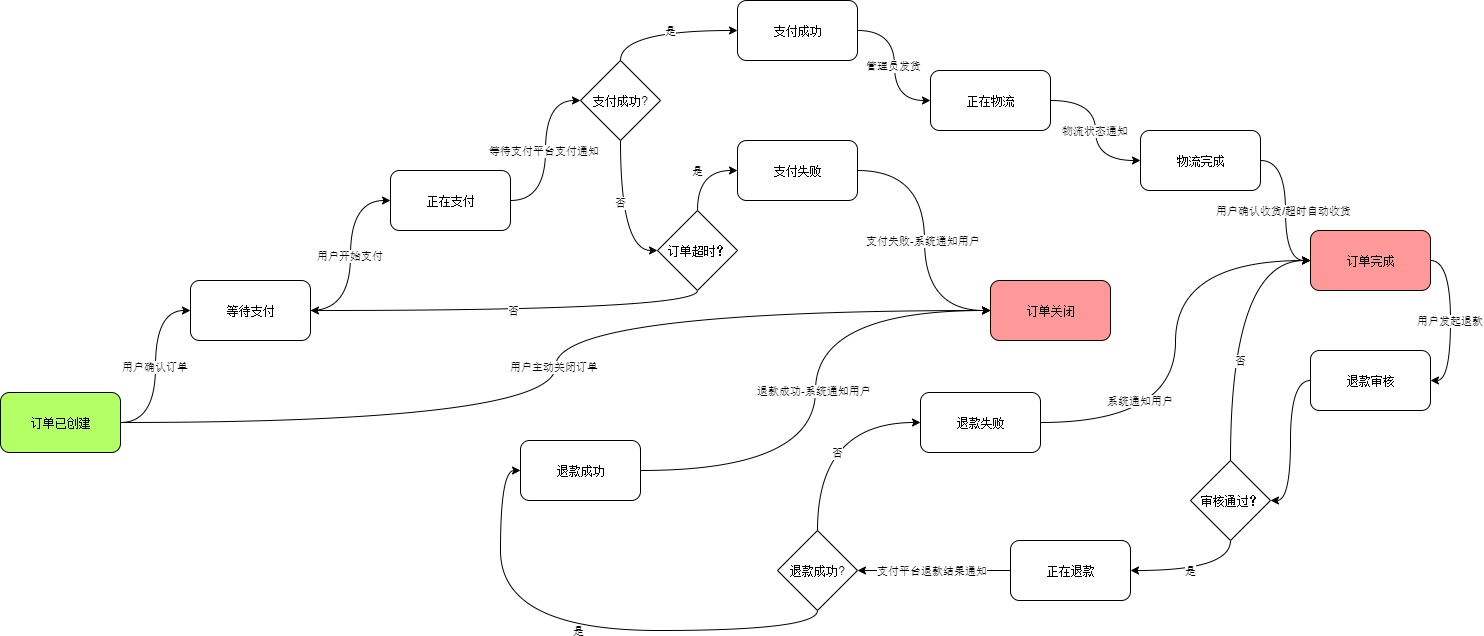 是
支付成功
管理员发货
支付成功?
正在物流
物流状态通知
等待支付平台支付通知
物流完成
是
支付失败
正在支付
否
用户确认收货/超时自动收货
支付失败-系统通知用户
订单超时?
用户开始支付
订单完成
等待支付
否
订单关闭
用户发起退款
用户确认订单
用户主动关闭订单
否
退款审核
退款成功-系统通知用户
系统通知用户
订单已创建
退款失败
否
退款成功
审核通过?
退款成功?
支付平台退款结果通知
正在退款
是
是